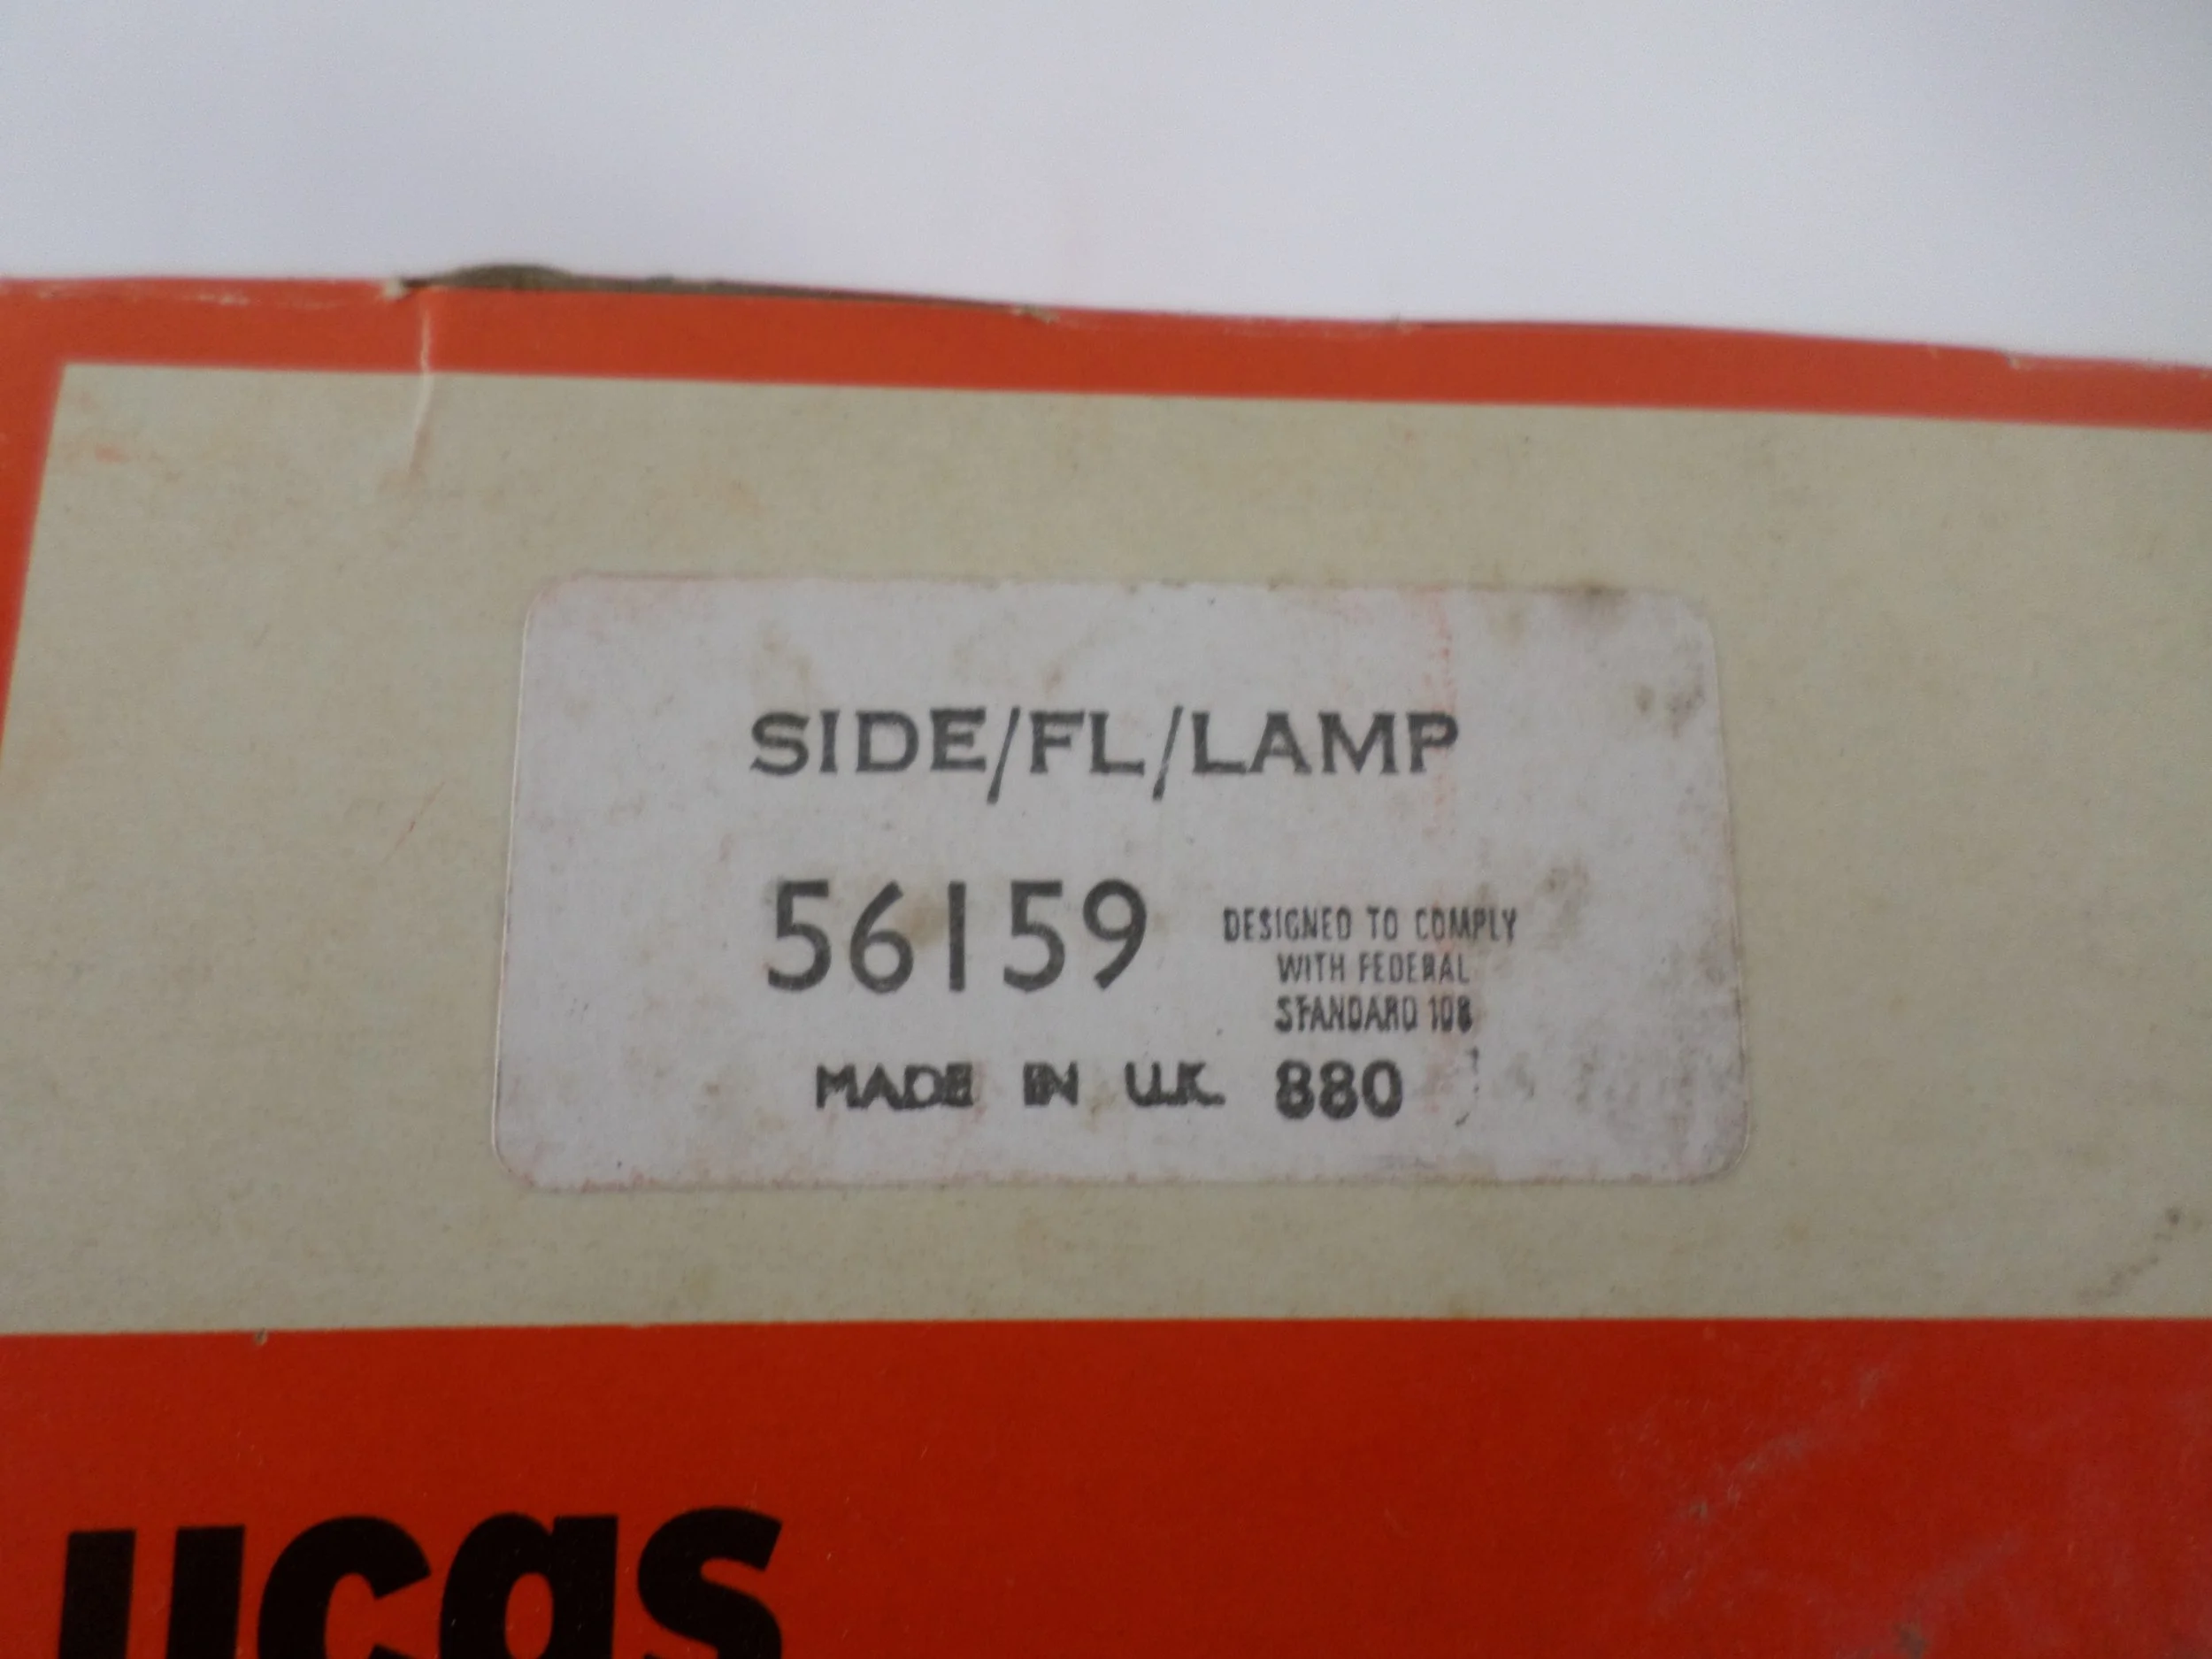 SIDE/FL/LAMP
56159
DESIGNED TO COMPLY
WITH FEDERAL
STANDARD 108
MADE IN U.K. 880
ucas